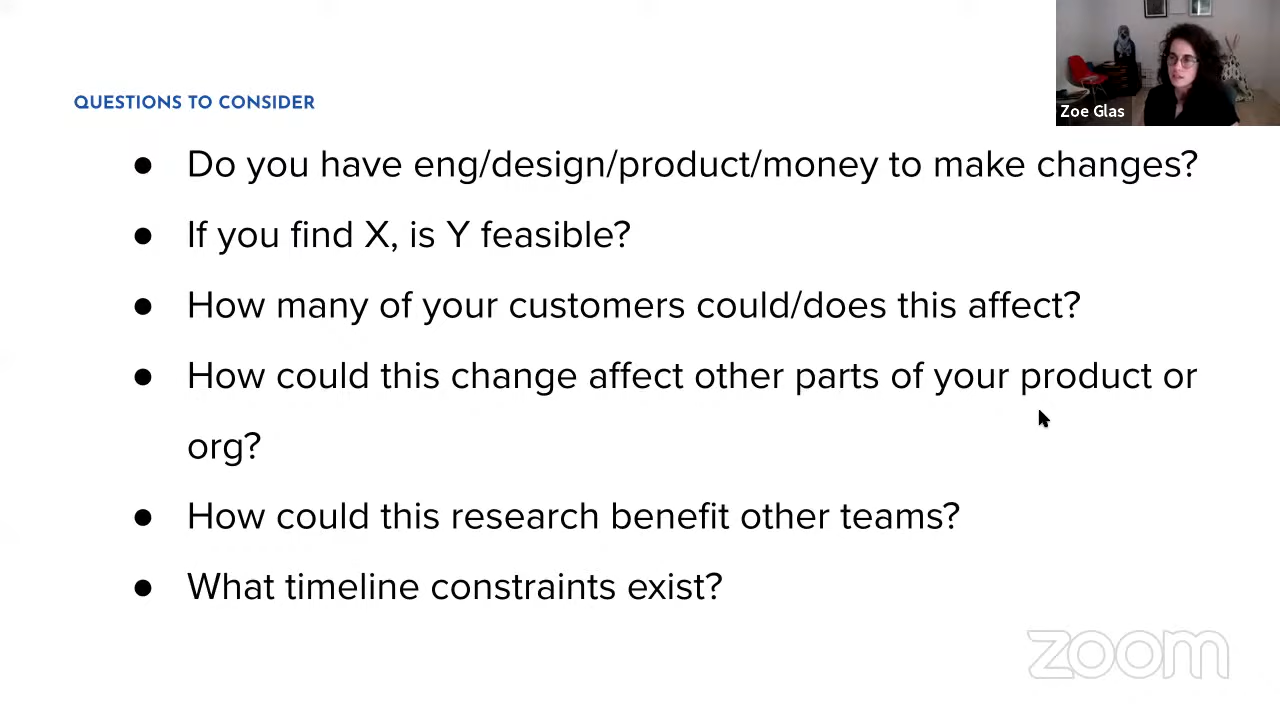 Zoe Glas
QUESTIONS TO CONSIDER
● Do you have eng/design/product/money to make changes?
● If you find X, is Y feasible?
● How many of your customers could/does this affect?
● How could this change affect other parts of your product or
org?
● How could this research benefit other teams?
● What timeline constraints exist?
zoom